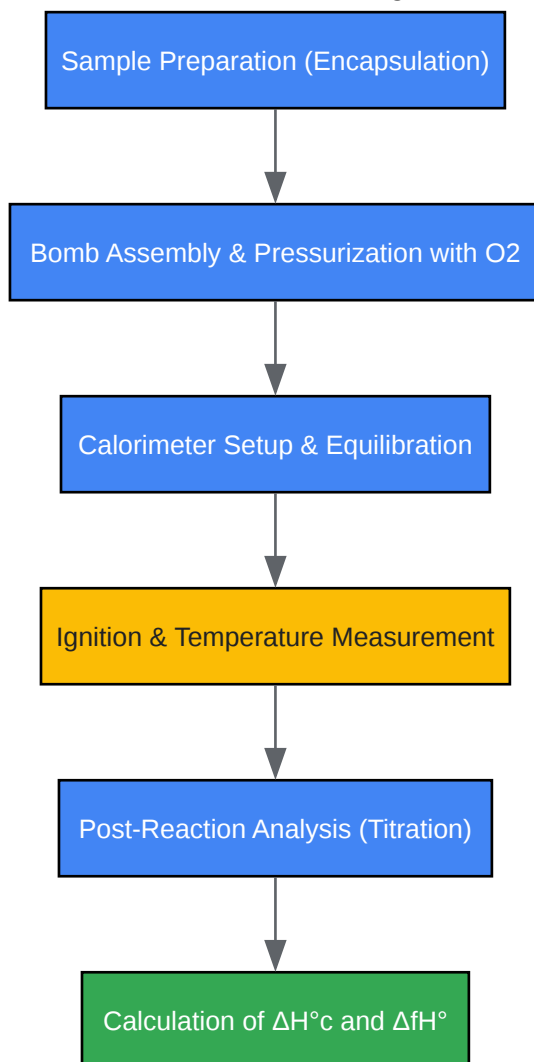 Sample Preparation (Encapsulation)
Bomb Assembly & Pressurization with O2
Calorimeter Setup & Equilibration
Ignition & Temperature Measurement
Post-Reaction Analysis (Titration)
Calculation of ΔH°c and ΔfH°